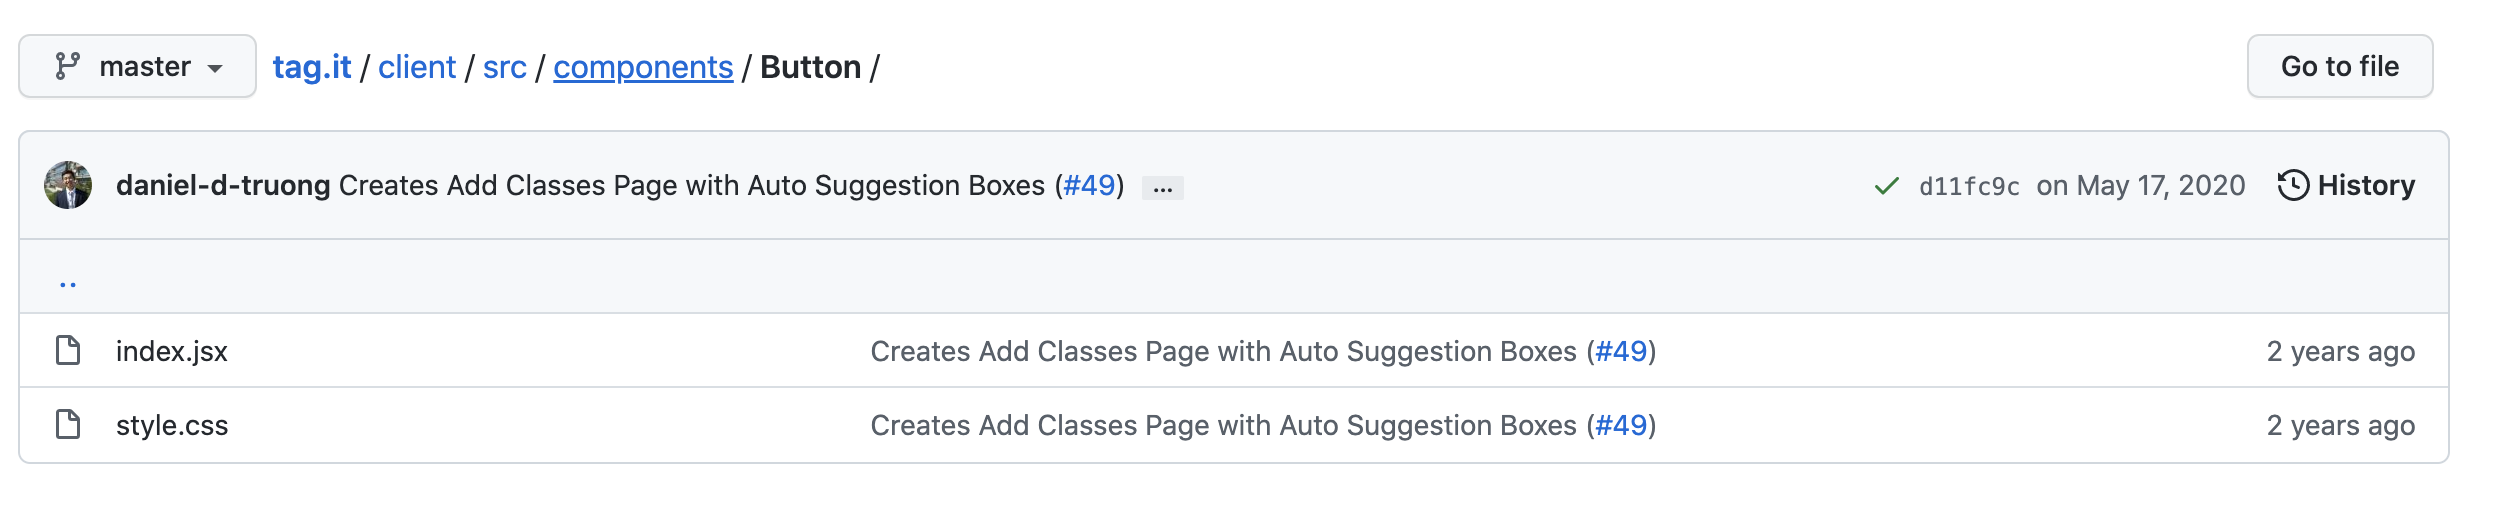 master tag.it / client / src / components / Button / Go to file
daniel-d-truong Creates Add Classes Page with Auto Suggestion Boxes (#49) ... d11fc9c on May 17, 2020 History
..
index.jsx Creates Add Classes Page with Auto Suggestion Boxes (#49) 2 years ago
style.css Creates Add Classes Page with Auto Suggestion Boxes (#49) 2 years ago